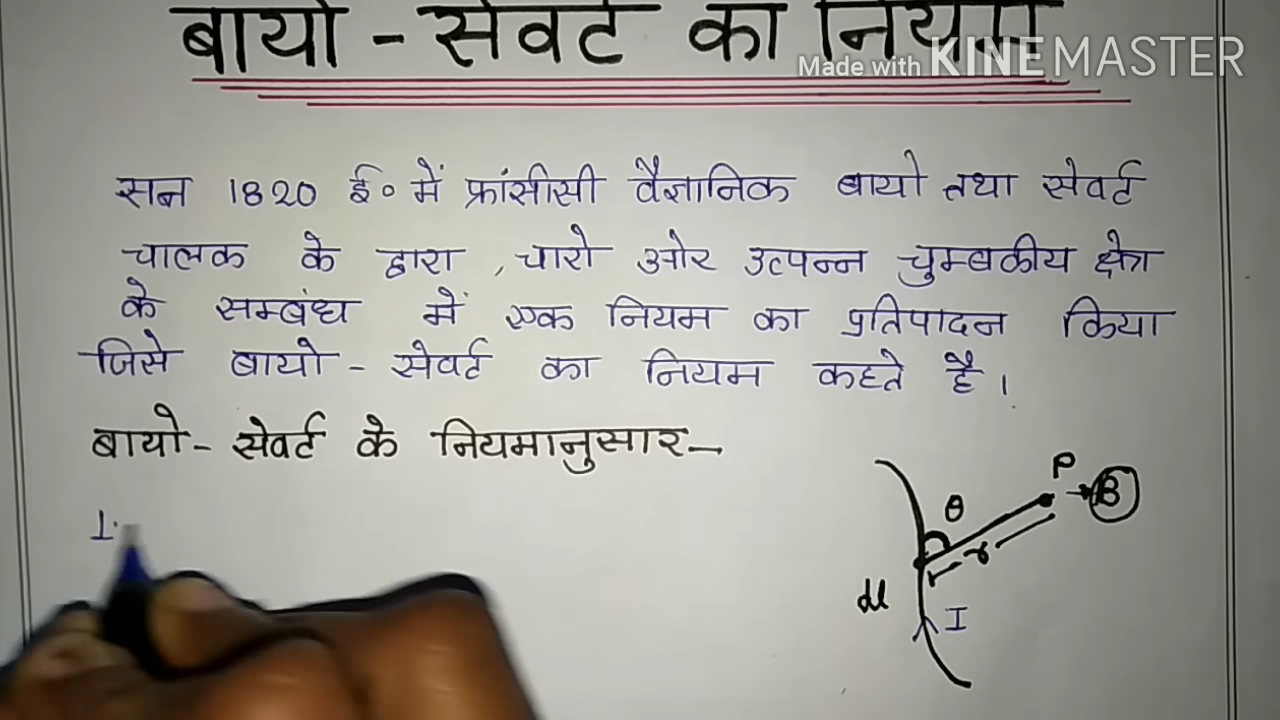 बायो - सेवर्ट का नियम
Made with KINEMASTER
सन 1820 ई० में फ्रांसीसी वैज्ञानिक बायो तथा सेवर्ट
चालक के द्वारा , चारो ओर उत्पन्न चुम्बकीय क्षेत्र
के सम्बंध में एक नियम का प्रतिपादन किया
जिसे बायो - सेवर्ट का नियम कहते है ।
बायो - सेवर्ट के नियमानुसार -
P
B
θ
r
dl
I
1.